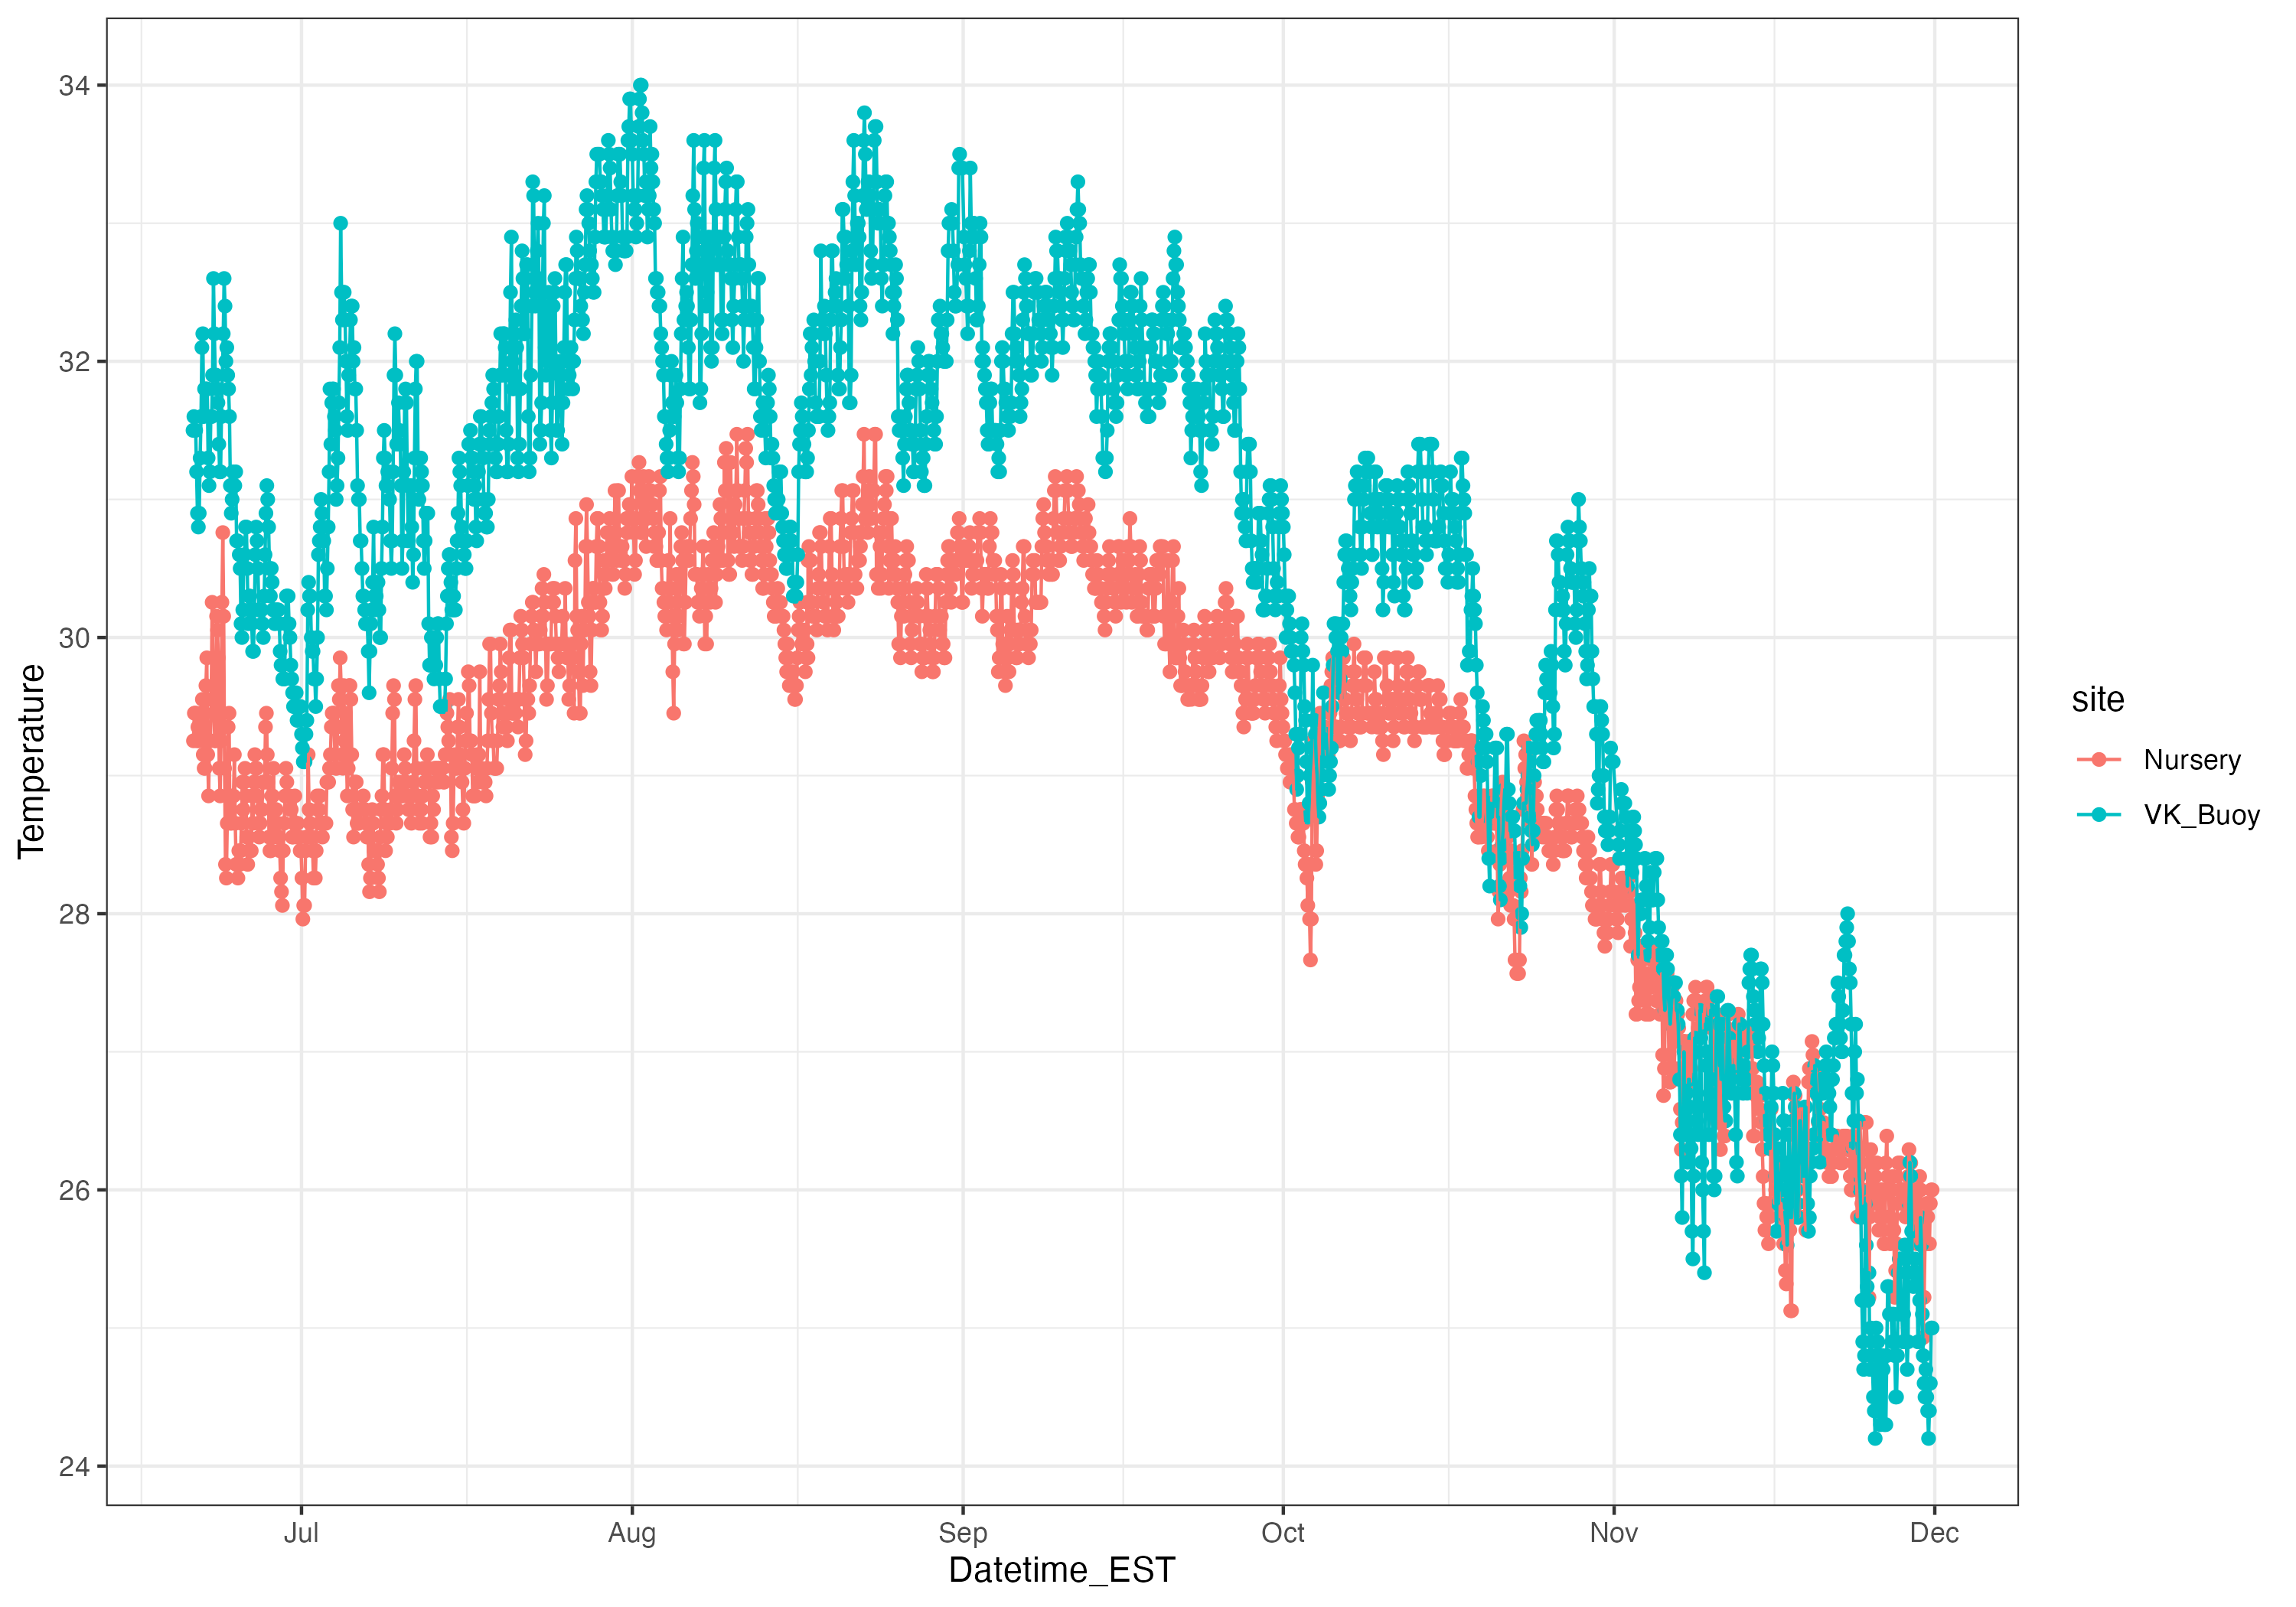 Temperature
34
32
30
28
26
24
Jul
Aug
Sep
Oct
Nov
Dec
Datetime_EST
site
Nursery
VK_Buoy